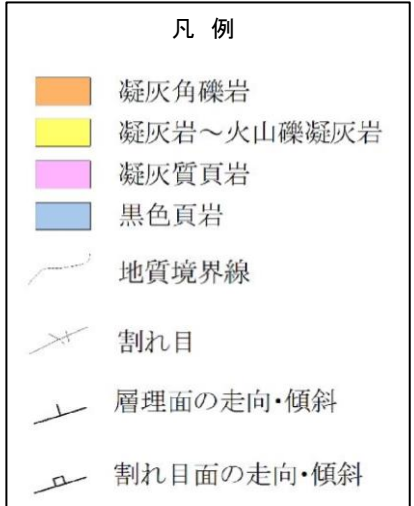 凡 例
凝灰角礫岩
凝灰岩～火山礫凝灰岩
凝灰質頁岩
黒色頁岩
地質境界線
割れ目
層理面の走向・傾斜
割れ目面の走向・傾斜